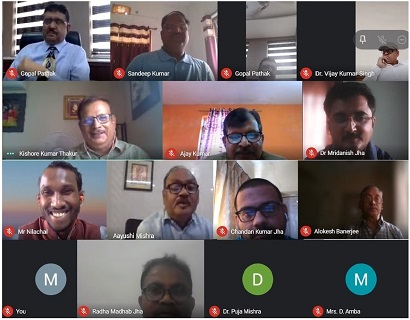 Gopal Pathak
Sandeep Kumar
Gopal Pathak
Dr. Vijay Kumar Singh
Kishore Kumar Thakur
Ajay Kumar
Dr Mridanish Jha
Mr Nilachal
Aayushi Mishra
Chandan Kumar Jha
Alokesh Banerjee
M
You
Radha Madhab Jha
D
Dr. Puja Mishra
M
Mrs. D. Amba